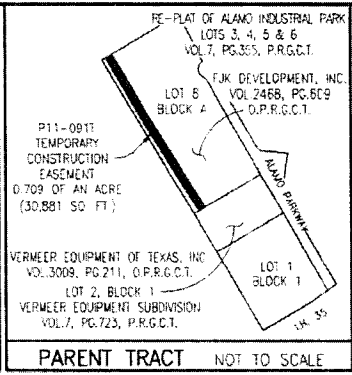 RE-PLAT OF ALAMO INDUSTRIAL PARK
LOTS 3, 4, 5 & 6
VOL.7, PG.355, P.R.G.C.T.
LOT 6
BLOCK A
FJK DEVELOPMENT, INC.
VOL.2468, PG.609
O.P.R.G.C.T.
P11-0917
TEMPORARY
CONSTRUCTION
EASEMENT
0.709 OF AN ACRE
(30,881 SQ FT)
ALAMO PARKWAY
VERMEER EQUIPMENT OF TEXAS, INC
VOL.3009, PG.211, O.P.R.G.C.T.
LOT 2, BLOCK 1
VERMEER EQUIPMENT SUBDIVISION
VOL.7, PG.723, P.R.G.C.T.
LOT 1
BLOCK 1
I.H. 35
PARENT TRACT NOT TO SCALE